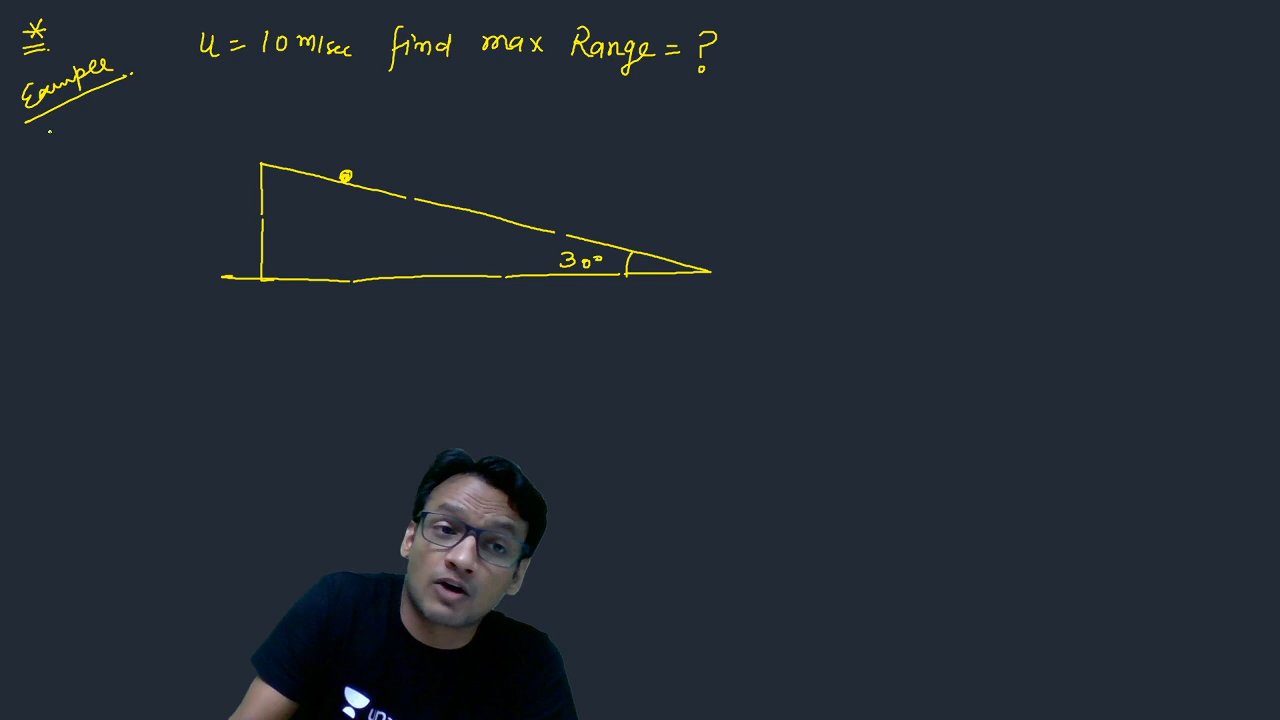 *
u = 10 m/sec find max Range = ?
Example
30°